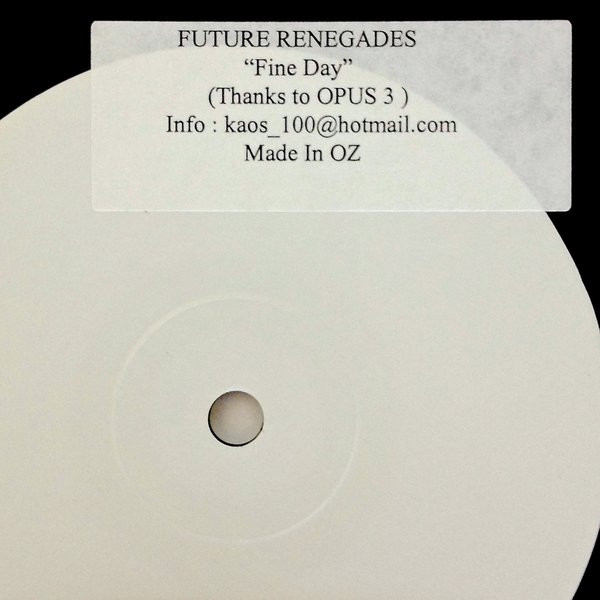 FUTURE RENEGADES
“Fine Day”
(Thanks to OPUS 3 )
Info : kaos_100@hotmail.com
Made In OZ